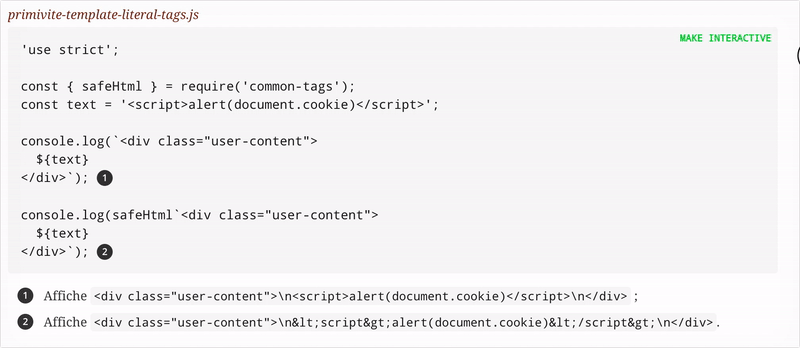 primivite-template-literal-tags.js
MAKE INTERACTIVE
'use strict';
const { safeHtml } = require('common-tags');
const text = '<script>alert(document.cookie)</script>';
console.log(`<div class="user-content">
  ${text}
</div>`); 1
console.log(safeHtml`<div class="user-content">
  ${text}
</div>`); 2
1 Affiche <div class="user-content">\n<script>alert(document.cookie)</script>\n</div> ;
2 Affiche <div class="user-content">\n&lt;script&gt;alert(document.cookie)&lt;/script&gt;\n</div>.